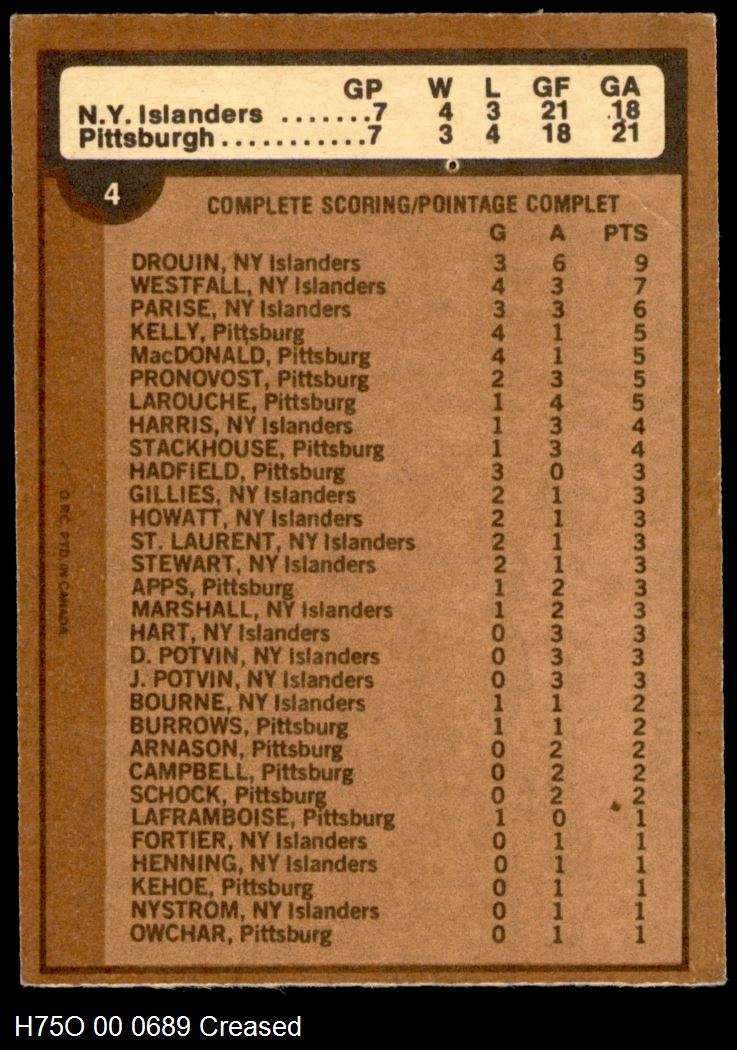 GP W L GF GA
N.Y. Islanders .......7 4 3 21 18
Pittsburgh............7 3 4 18 21
4
COMPLETE SCORING/POINTAGE COMPLET
G A PTS
DROUIN, NY Islanders 3 6 9
WESTFALL, NY Islanders 4 3 7
PARISE, NY Islanders 3 3 6
KELLY, Pittsburg 4 1 5
MacDONALD, Pittsburg 4 1 5
PRONOVOST, Pittsburg 2 3 5
LAROUCHE, Pittsburg 1 4 5
HARRIS, NY Islanders 1 3 4
STACKHOUSE, Pittsburg 1 3 4
HADFIELD, Pittsburg 3 0 3
GILLIES, NY Islanders 2 1 3
HOWATT, NY Islanders 2 1 3
ST. LAURENT, NY Islanders 2 1 3
STEWART, NY Islanders 2 1 3
APPS, Pittsburg 1 2 3
MARSHALL, NY Islanders 1 2 3
HART, NY Islanders 0 3 3
D. POTVIN, NY Islanders 0 3 3
J. POTVIN, NY Islanders 0 3 3
BOURNE, NY Islanders 1 1 2
BURROWS, Pittsburg 1 1 2
ARNASON, Pittsburg 0 2 2
CAMPBELL, Pittsburg 0 2 2
SCHOCK, Pittsburg 0 2 2
LAFRAMBOISE, Pittsburg 1 0 1
FORTIER, NY Islanders 0 1 1
HENNING, NY Islanders 0 1 1
KEHOE, Pittsburg 0 1 1
NYSTROM, NY Islanders 0 1 1
OWCHAR, Pittsburg 0 1 1
O.P.C. PTD. IN CANADA
H75O 00 0689 Creased